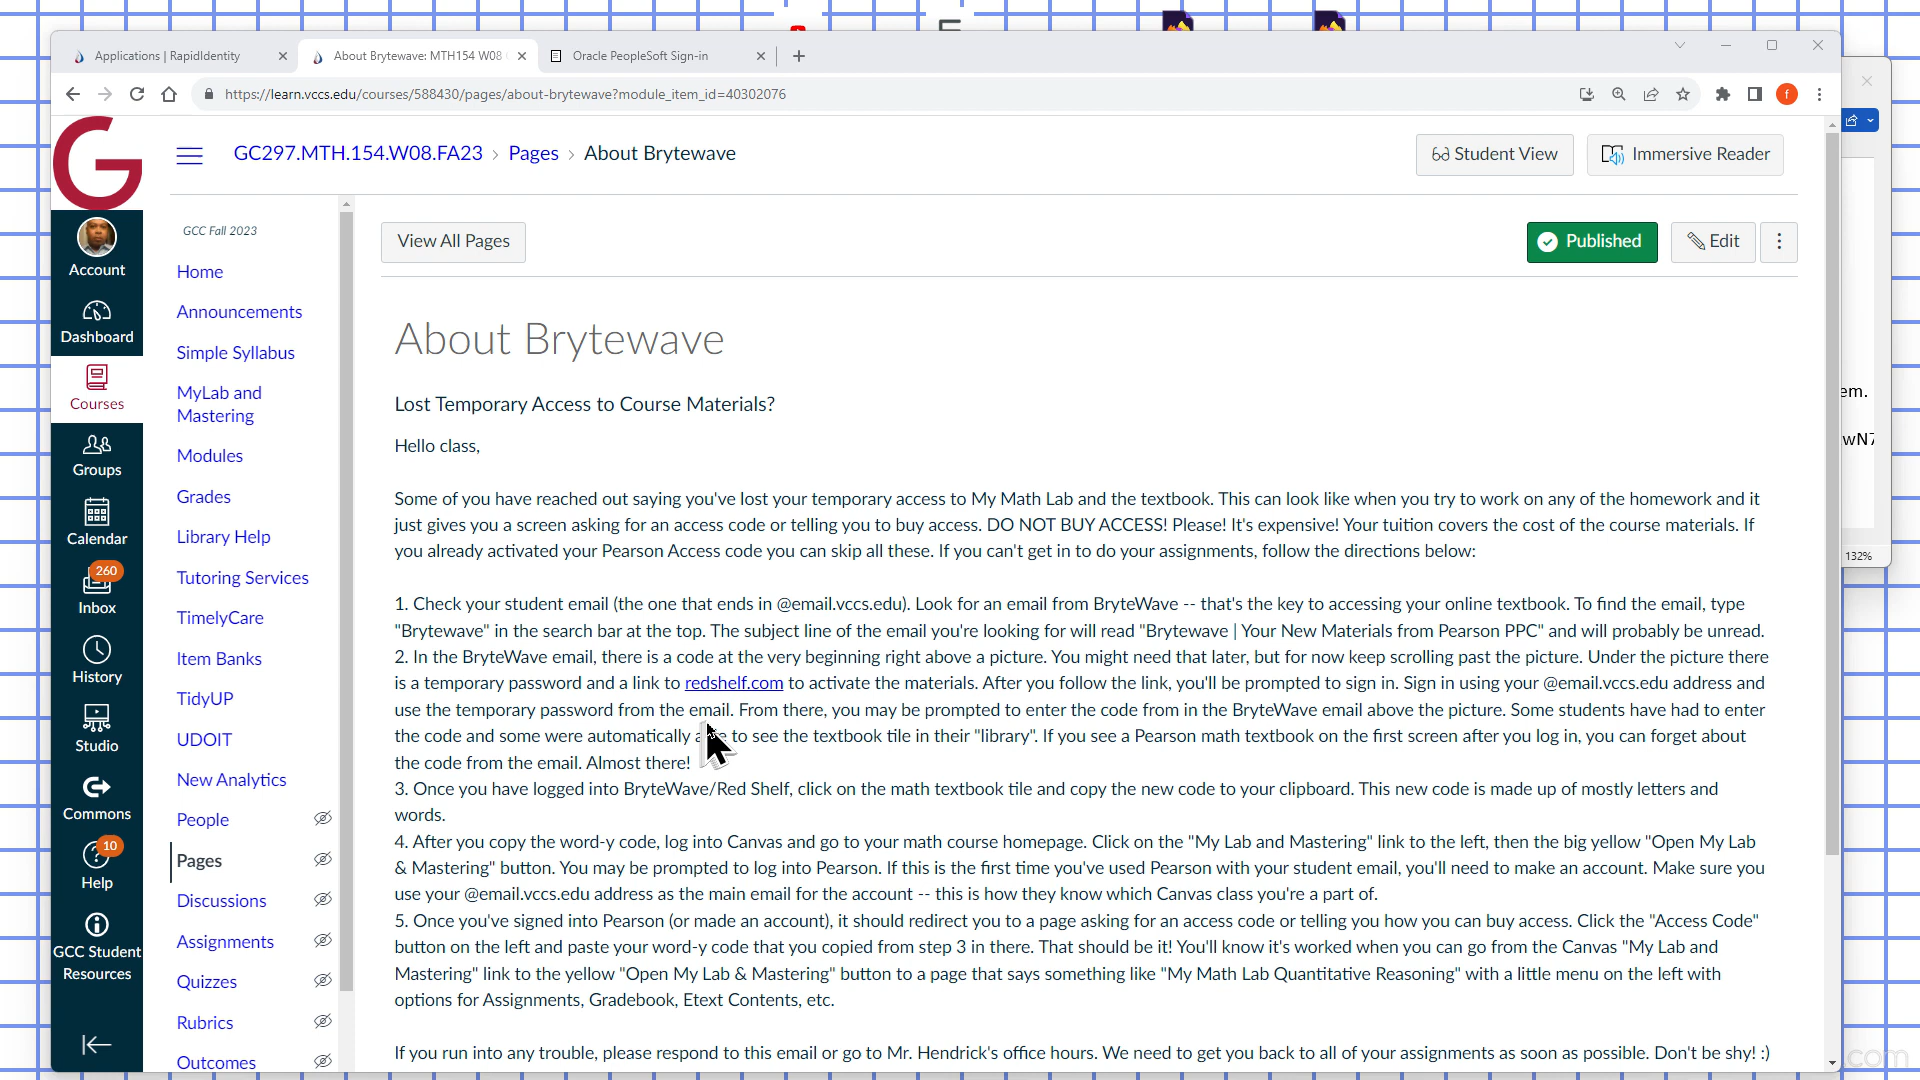 Applications | RapidIdentity
About Brytewave: MTH154 W08
Oracle PeopleSoft Sign-in
https://learn.vccs.edu/courses/588430/pages/about-brytewave?module_item_id=40302076
f
G
GC297.MTH.154.W08.FA23 › Pages › About Brytewave
Student View
Immersive Reader
Account
Dashboard
Courses
Groups
Calendar
260
Inbox
History
Studio
Commons
10
Help
GCC Student
Resources
GCC Fall 2023
Home
Announcements
Simple Syllabus
MyLab and
Mastering
Modules
Grades
Library Help
Tutoring Services
TimelyCare
Item Banks
TidyUP
UDOIT
New Analytics
People
Pages
Discussions
Assignments
Quizzes
Rubrics
Outcomes
View All Pages
Published
Edit
About Brytewave
Lost Temporary Access to Course Materials?
Hello class,
Some of you have reached out saying you've lost your temporary access to My Math Lab and the textbook. This can look like when you try to work on any of the homework and it
just gives you a screen asking for an access code or telling you to buy access. DO NOT BUY ACCESS! Please! It's expensive! Your tuition covers the cost of the course materials. If
you already activated your Pearson Access code you can skip all these. If you can't get in to do your assignments, follow the directions below:
1. Check your student email (the one that ends in @email.vccs.edu). Look for an email from BryteWave -- that's the key to accessing your online textbook. To find the email, type
"Brytewave" in the search bar at the top. The subject line of the email you're looking for will read "Brytewave | Your New Materials from Pearson PPC" and will probably be unread.
2. In the BryteWave email, there is a code at the very beginning right above a picture. You might need that later, but for now keep scrolling past the picture. Under the picture there
is a temporary password and a link to redshelf.com to activate the materials. After you follow the link, you'll be prompted to sign in. Sign in using your @email.vccs.edu address and
use the temporary password from the email. From there, you may be prompted to enter the code from in the BryteWave email above the picture. Some students have had to enter
the code and some were automatically able to see the textbook tile in their "library". If you see a Pearson math textbook on the first screen after you log in, you can forget about
the code from the email. Almost there!
3. Once you have logged into BryteWave/Red Shelf, click on the math textbook tile and copy the new code to your clipboard. This new code is made up of mostly letters and
words.
4. After you copy the word-y code, log into Canvas and go to your math course homepage. Click on the "My Lab and Mastering" link to the left, then the big yellow "Open My Lab
& Mastering" button. You may be prompted to log into Pearson. If this is the first time you've used Pearson with your student email, you'll need to make an account. Make sure you
use your @email.vccs.edu address as the main email for the account -- this is how they know which Canvas class you're a part of.
5. Once you've signed into Pearson (or made an account), it should redirect you to a page asking for an access code or telling you how you can buy access. Click the "Access Code"
button on the left and paste your word-y code that you copied from step 3 in there. That should be it! You'll know it's worked when you can go from the Canvas "My Lab and
Mastering" link to the yellow "Open My Lab & Mastering" button to a page that says something like "My Math Lab Quantitative Reasoning" with a little menu on the left with
options for Assignments, Gradebook, Etext Contents, etc.
If you run into any trouble, please respond to this email or go to Mr. Hendrick's office hours. We need to get you back to all of your assignments as soon as possible. Don't be shy! :)
em.
wN7
132%
.com